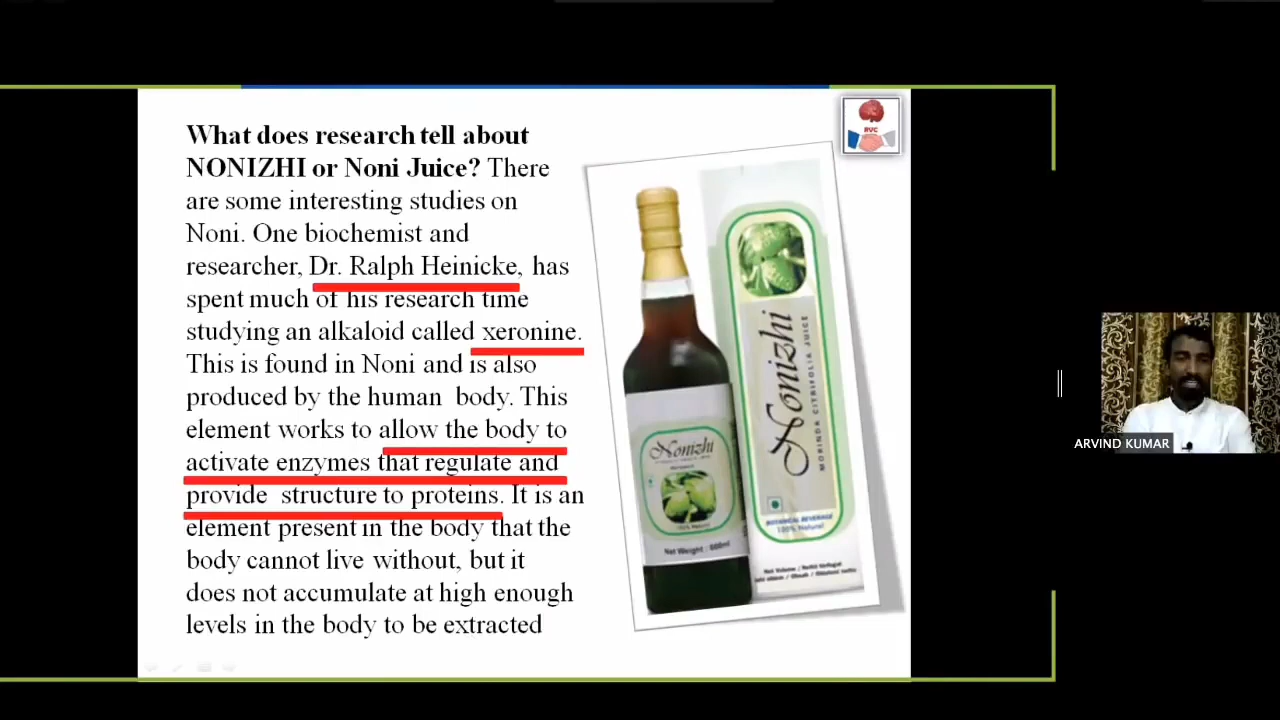 What does research tell about
NONIZHI or Noni Juice? There
are some interesting studies on
Noni. One biochemist and
researcher, Dr. Ralph Heinicke, has
spent much of his research time
studying an alkaloid called xeronine.
This is found in Noni and is also
produced by the human body. This
element works to allow the body to
activate enzymes that regulate and
provide structure to proteins. It is an
element present in the body that the
body cannot live without, but it
does not accumulate at high enough
levels in the body to be extracted
RVC
Nonizhi
100% Natural
Net Weight : 600ml
Nonizhi
MORINDA CITRIFOLIA JUICE
BOTANICAL BEVERAGE
100% Natural
ARVIND KUMAR